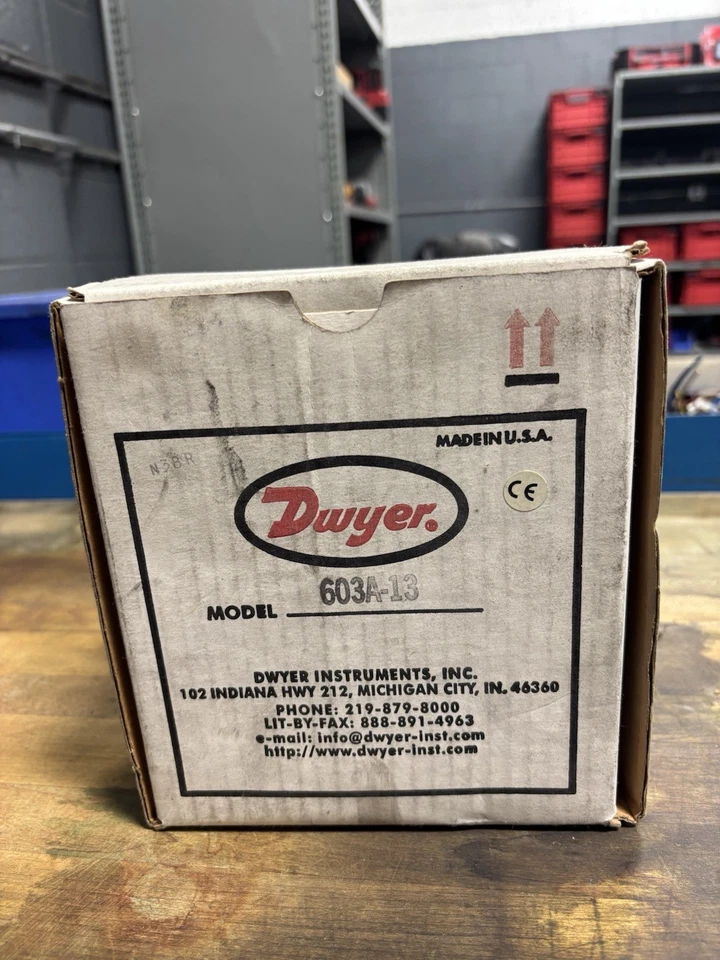 MADE IN U.S.A.
N3BR
Dwyer®
CE
603A-13
MODEL
DWYER INSTRUMENTS, INC.
102 INDIANA HWY 212, MICHIGAN CITY, IN. 46360
PHONE: 219-879-8000
LIT-BY-FAX: 888-891-4963
e-mail: info@dwyer-inst.com
http://www.dwyer-inst.com